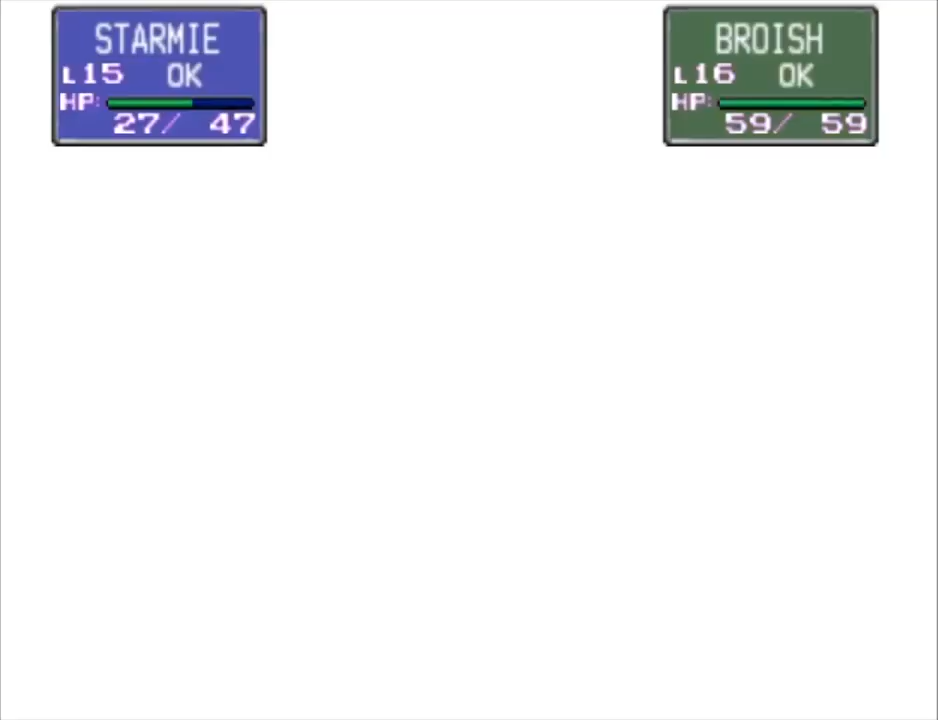 STARMIE
L15 OK
HP:
27/ 47
BROISH
L16 OK
HP:
59/ 59